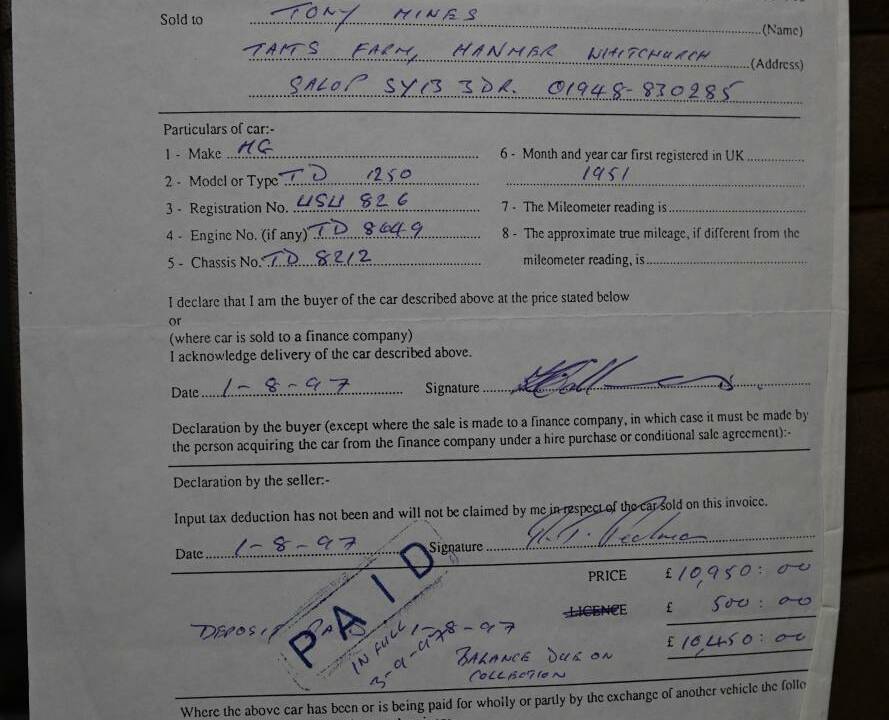 Sold to TONY MINES (Name)
TAITS FARM, HANMER WHITCHURCH (Address)
SALOP SY13 3DR. 01948-830285
Particulars of car:-
1 - Make MG
2 - Model or Type TD 1250
3 - Registration No. USU 826
4 - Engine No. (if any) TD 8649
5 - Chassis No. TD 8212
6 - Month and year car first registered in UK
1951
7 - The Mileometer reading is
8 - The approximate true mileage, if different from the
mileometer reading, is
I declare that I am the buyer of the car described above at the price stated below
or
(where car is sold to a finance company)
I acknowledge delivery of the car described above.
Date 1-8-97 Signature
Declaration by the buyer (except where the sale is made to a finance company, in which case it must be made by
the person acquiring the car from the finance company under a hire purchase or conditional sale agreement):-
Declaration by the seller:-
Input tax deduction has not been and will not be claimed by me in respect of the car sold on this invoice.
Date 1-8-97 Signature
PRICE £10,950:00
LICENCE £ 500:00
DEPOSIT PAID 1-8-97
£10,450:00
PAID
IN FULL
3-9-97
BALANCE DUE ON
COLLECTION
Where the above car has been or is being paid for wholly or partly by the exchange of another vehicle the follo